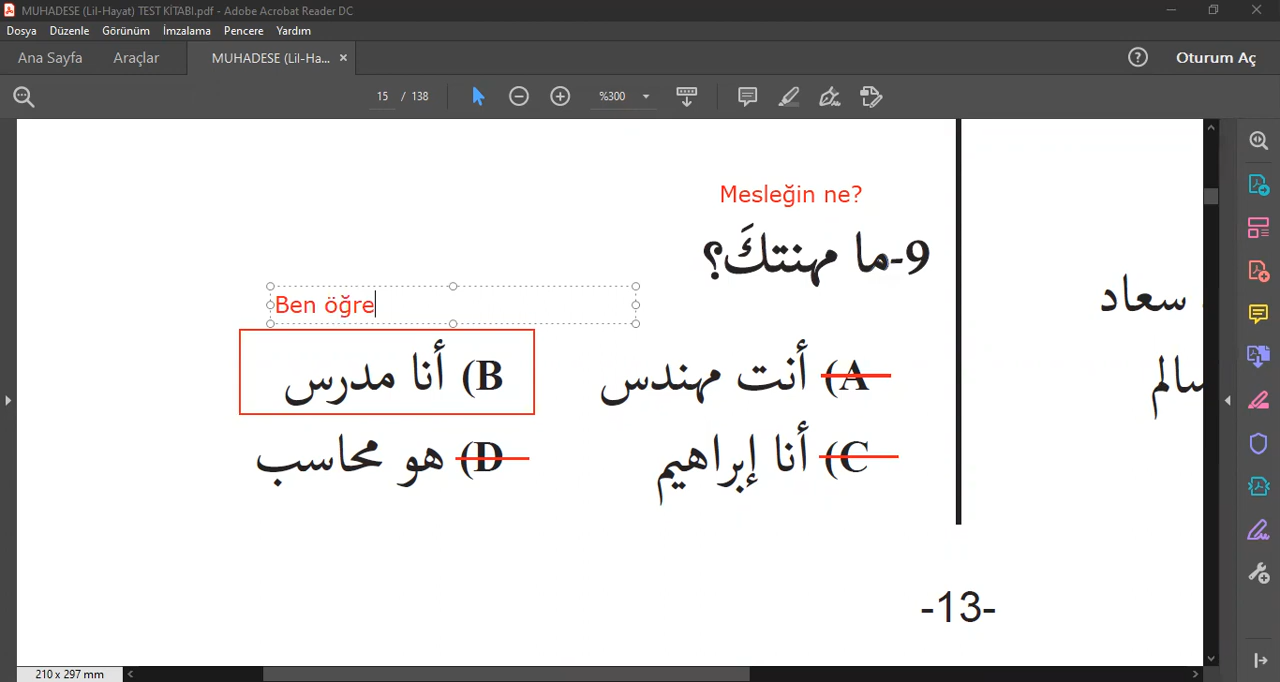 MUHADESE (Lil-Hayat) TEST KİTABI.pdf - Adobe Acrobat Reader DC
Dosya Düzenle Görünüm İmzalama Pencere Yardım
Ana Sayfa Araçlar MUHADESE (Lil-Ha... × Oturum Aç
15 / 138 %300
Mesleğin ne?
9-ما مهنتكَ؟
سعاد
Ben öğre
A) أنت مهندس B) أنا مدرس
سالم
C) أنا إبراهيم D) هو محاسب
-13-
210 x 297 mm